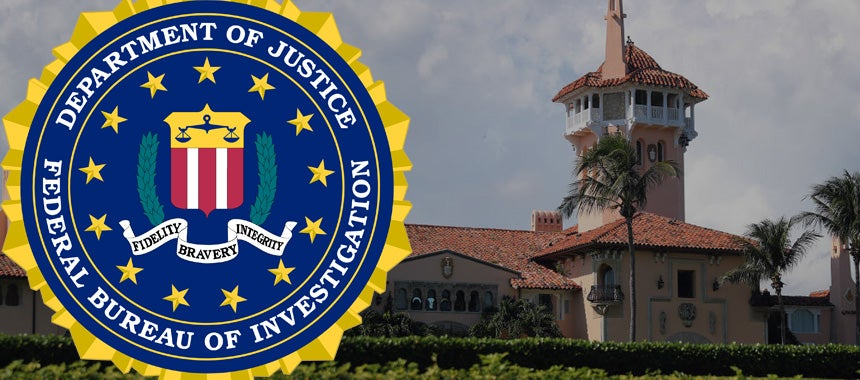 DEPARTMENT OF JUSTICE
FEDERAL BUREAU OF INVESTIGATION
FIDELITY
BRAVERY
INTEGRITY